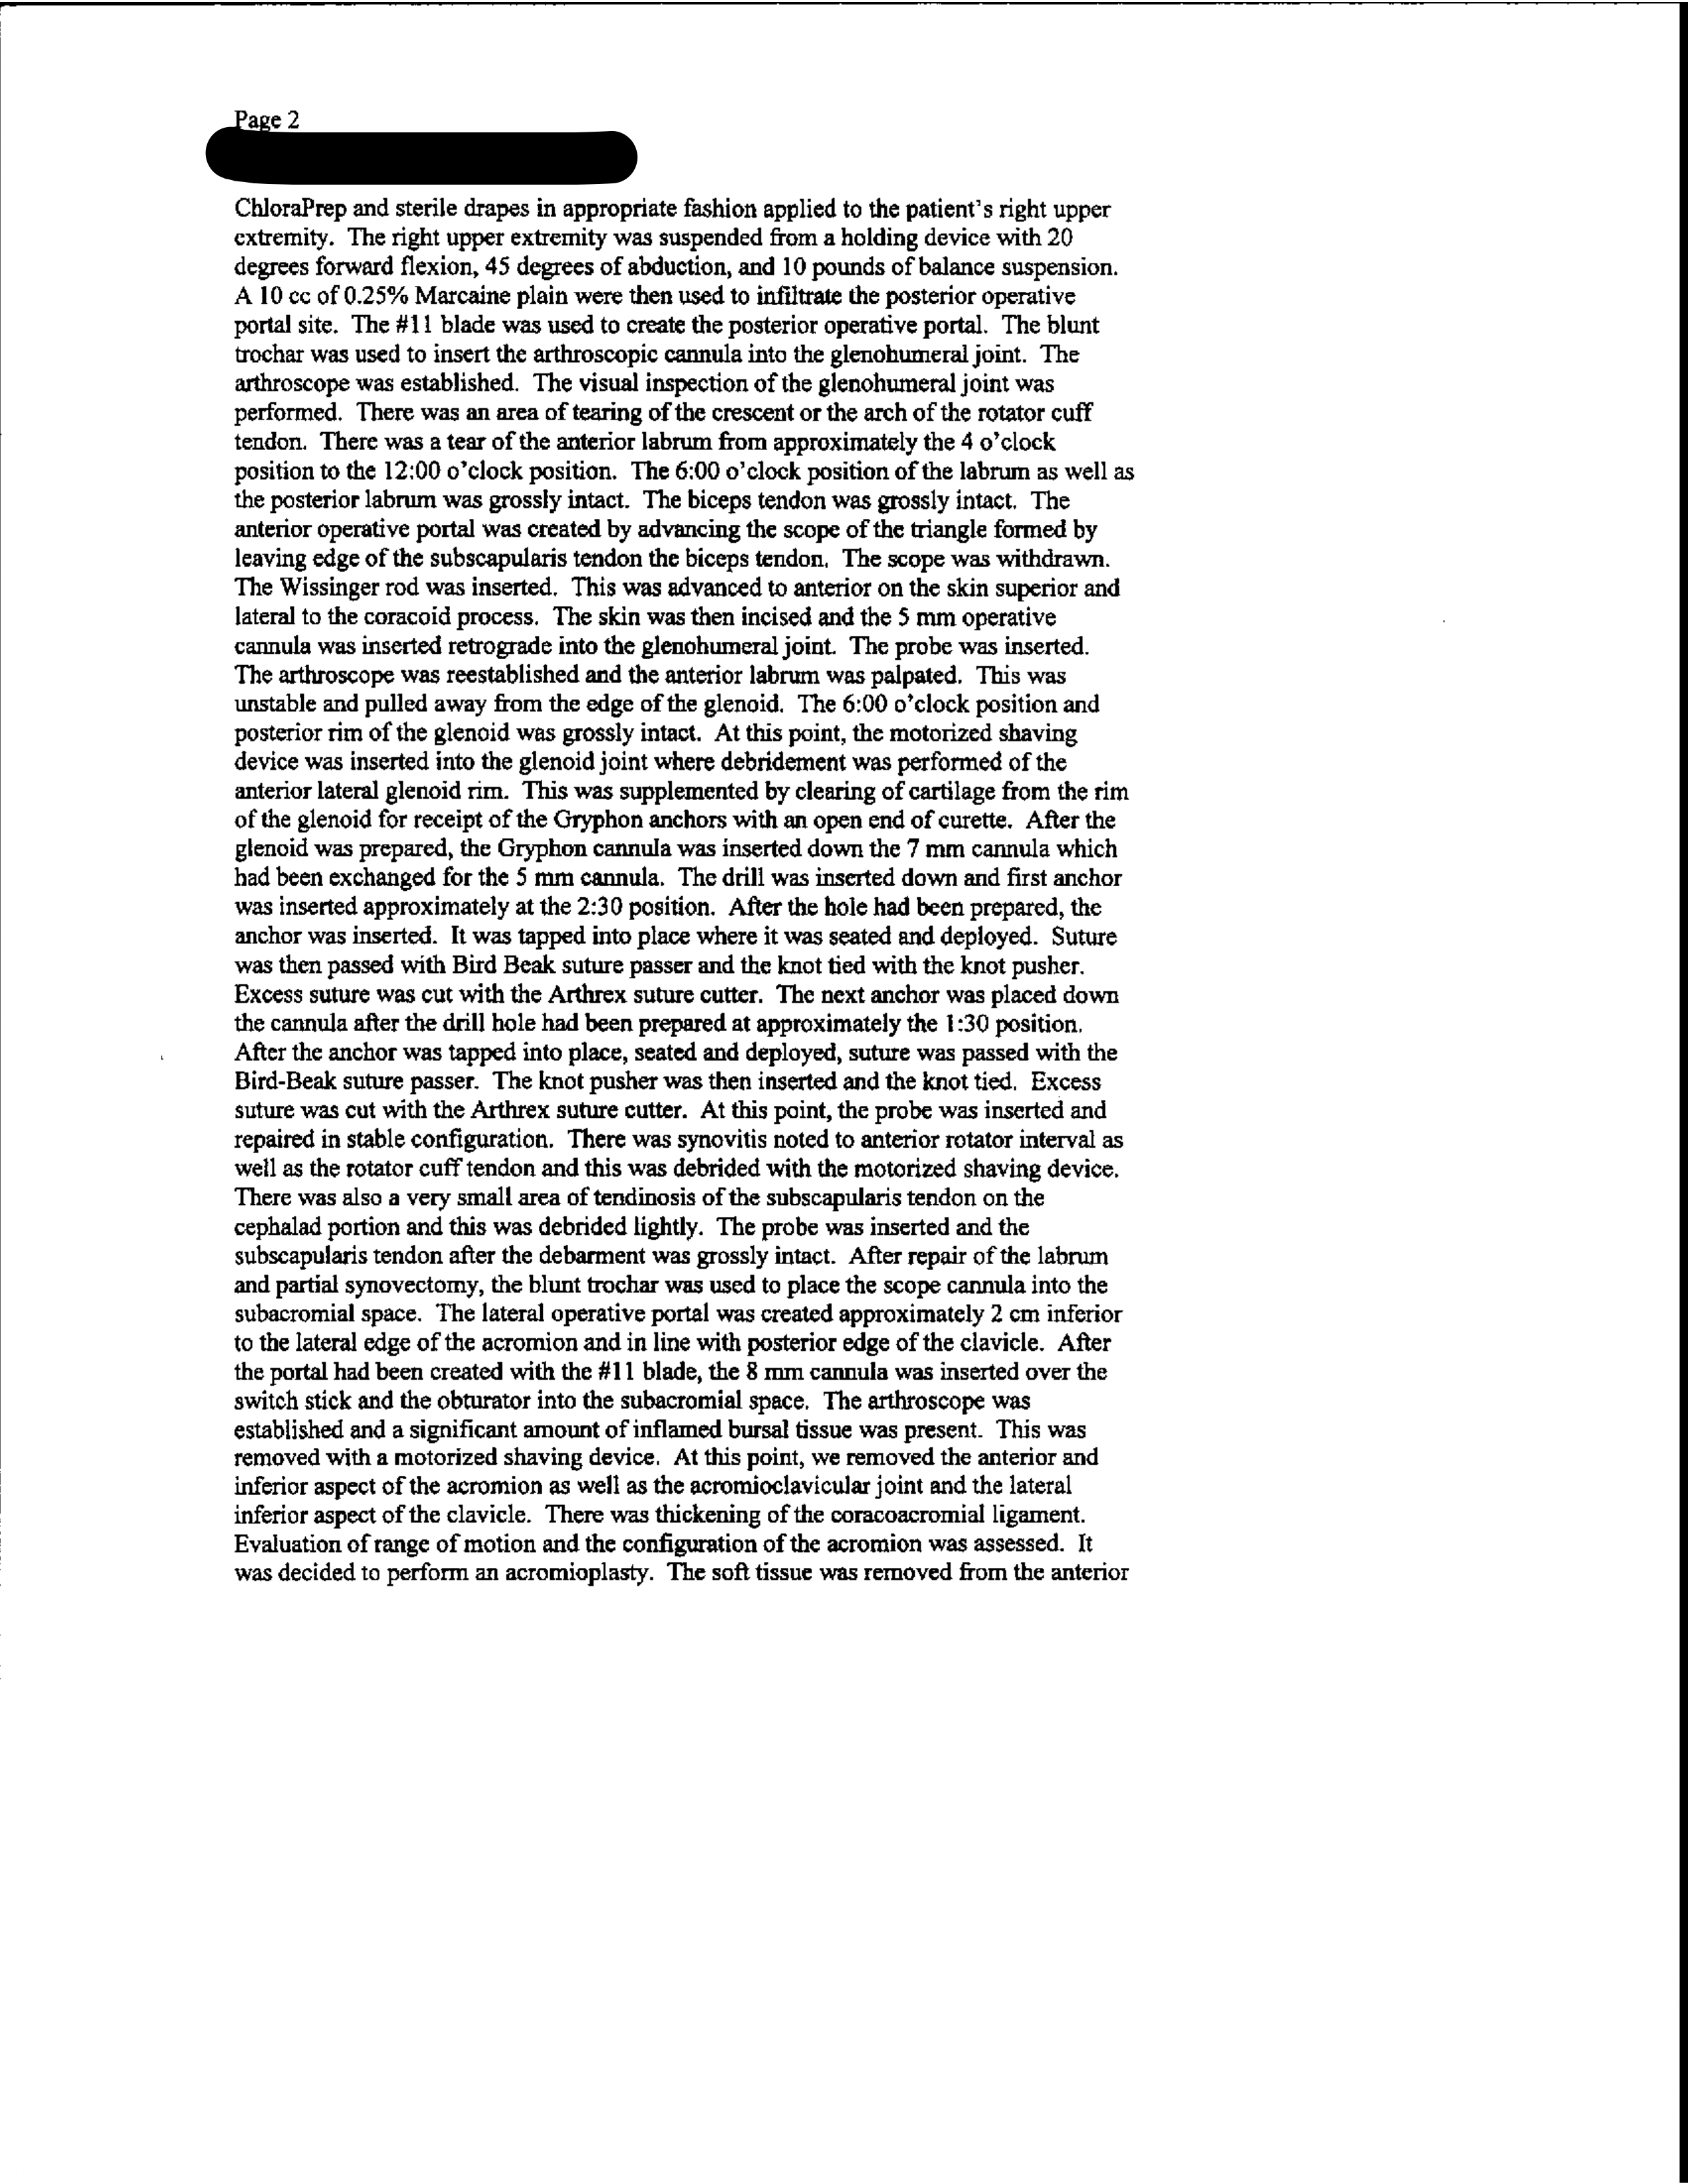 Page 2
ChloraPrep and sterile drapes in appropriate fashion applied to the patient's right upper
extremity. The right upper extremity was suspended from a holding device with 20
degrees forward flexion, 45 degrees of abduction, and 10 pounds of balance suspension.
A 10 cc of 0.25% Marcaine plain were then used to infiltrate the posterior operative
portal site. The #11 blade was used to create the posterior operative portal. The blunt
trochar was used to insert the arthroscopic cannula into the glenohumeral joint. The
arthroscope was established. The visual inspection of the glenohumeral joint was
performed. There was an area of tearing of the crescent or the arch of the rotator cuff
tendon. There was a tear of the anterior labrum from approximately the 4 o'clock
position to the 12:00 o'clock position. The 6:00 o'clock position of the labrum as well as
the posterior labrum was grossly intact. The biceps tendon was grossly intact. The
anterior operative portal was created by advancing the scope of the triangle formed by
leaving edge of the subscapularis tendon the biceps tendon. The scope was withdrawn.
The Wissinger rod was inserted. This was advanced to anterior on the skin superior and
lateral to the coracoid process. The skin was then incised and the 5 mm operative
cannula was inserted retrograde into the glenohumeral joint. The probe was inserted.
The arthroscope was reestablished and the anterior labrum was palpated. This was
unstable and pulled away from the edge of the glenoid. The 6:00 o'clock position and
posterior rim of the glenoid was grossly intact. At this point, the motorized shaving
device was inserted into the glenoid joint where debridement was performed of the
anterior lateral glenoid rim. This was supplemented by clearing of cartilage from the rim
of the glenoid for receipt of the Gryphon anchors with an open end of curette. After the
glenoid was prepared, the Gryphon cannula was inserted down the 7 mm cannula which
had been exchanged for the 5 mm cannula. The drill was inserted down and first anchor
was inserted approximately at the 2:30 position. After the hole had been prepared, the
anchor was inserted. It was tapped into place where it was seated and deployed. Suture
was then passed with Bird Beak suture passer and the knot tied with the knot pusher.
Excess suture was cut with the Arthrex suture cutter. The next anchor was placed down
the cannula after the drill hole had been prepared at approximately the 1:30 position.
After the anchor was tapped into place, seated and deployed, suture was passed with the
Bird-Beak suture passer. The knot pusher was then inserted and the knot tied. Excess
suture was cut with the Arthrex suture cutter. At this point, the probe was inserted and
repaired in stable configuration. There was synovitis noted to anterior rotator interval as
well as the rotator cuff tendon and this was debrided with the motorized shaving device.
There was also a very small area of tendinosis of the subscapularis tendon on the
cephalad portion and this was debrided lightly. The probe was inserted and the
subscapularis tendon after the debarment was grossly intact. After repair of the labrum
and partial synovectomy, the blunt trochar was used to place the scope cannula into the
subacromial space. The lateral operative portal was created approximately 2 cm inferior
to the lateral edge of the acromion and in line with posterior edge of the clavicle. After
the portal had been created with the #11 blade, the 8 mm cannula was inserted over the
switch stick and the obturator into the subacromial space. The arthroscope was
established and a significant amount of inflamed bursal tissue was present. This was
removed with a motorized shaving device. At this point, we removed the anterior and
inferior aspect of the acromion as well as the acromioclavicular joint and the lateral
inferior aspect of the clavicle. There was thickening of the coracoacromial ligament.
Evaluation of range of motion and the configuration of the acromion was assessed. It
was decided to perform an acromioplasty. The soft tissue was removed from the anterior